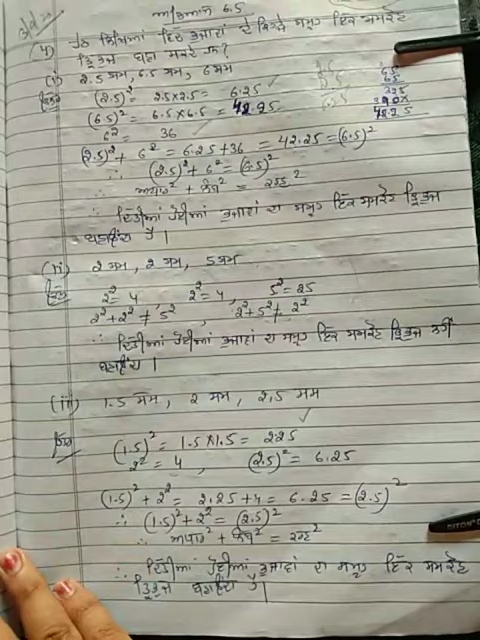 ਅਭਿਆਸ 6.5
(4) ਹੇਠ ਲਿਖਿਆਂ ਵਿੱਚ ਭੁਜਾਵਾਂ ਦੇ ਕਿਹੜੇ ਸਮੂਹ ਇੱਕ ਸਮਕੋਣ
ਤ੍ਰਿਭੁਜ ਬਣਾ ਸਕਦੇ ਹਨ?
(i) 2.5 ਸਮ, 6.5 ਸਮ, 6 ਸਮ
ਹੱਲ (2.5)² = 2.5×2.5 = 6.25
(6.5)² = 6.5×6.5 = 42.25
6² = 36
(2.5)² + 6² = 6.25+36 = 42.25 = (6.5)²
∴ (2.5)² + 6² = (6.5)²
∴ ਅਧਾਰ² + ਲੰਬ² = ਕਰਣ²
∴ ਦਿੱਤੀਆਂ ਹੋਈਆਂ ਭੁਜਾਵਾਂ ਦਾ ਸਮੂਹ ਇੱਕ ਸਮਕੋਣ ਤ੍ਰਿਭੁਜ
ਬਣਾਉਂਦਾ ਹੈ।
(ii) 2 ਸਮ, 2 ਸਮ, 5 ਸਮ
ਹੱਲ 2² = 4, 2² = 4, 5² = 25
2² + 2² ≠ 5², 2² + 5² ≠ 2²
∴ ਦਿੱਤੀਆਂ ਹੋਈਆਂ ਭੁਜਾਵਾਂ ਦਾ ਸਮੂਹ ਇੱਕ ਸਮਕੋਣ ਤ੍ਰਿਭੁਜ ਨਹੀਂ
ਬਣਾਉਂਦਾ।
(iii) 1.5 ਸਮ, 2 ਸਮ, 2.5 ਸਮ
ਹੱਲ (1.5)² = 1.5×1.5 = 225
2² = 4, (2.5)² = 6.25
(1.5)² + 2² = 2.25+4 = 6.25 = (2.5)²
∴ (1.5)² + 2² = (2.5)²
∴ ਅਧਾਰ² + ਲੰਬ² = ਕਰਣ²
∴ ਦਿੱਤੀਆਂ ਹੋਈਆਂ ਭੁਜਾਵਾਂ ਦਾ ਸਮੂਹ ਇੱਕ ਸਮਕੋਣ
ਤ੍ਰਿਭੁਜ ਬਣਾਉਂਦਾ ਹੈ।